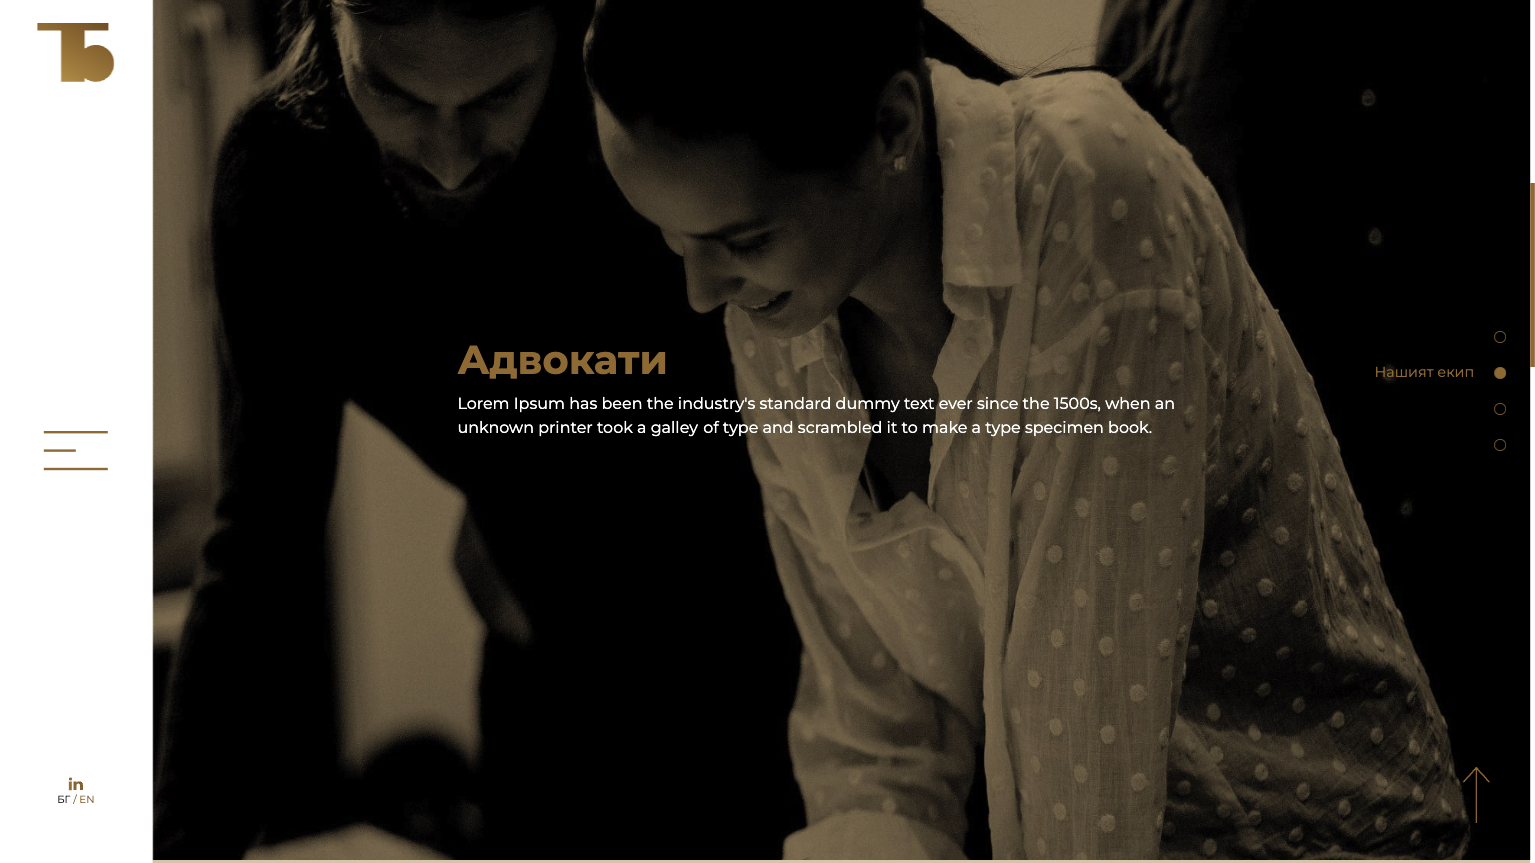 ТБ
Адвокати
Lorem Ipsum has been the industry's standard dummy text ever since the 1500s, when an
unknown printer took a galley of type and scrambled it to make a type specimen book.
Нашият екип
in
БГ / EN